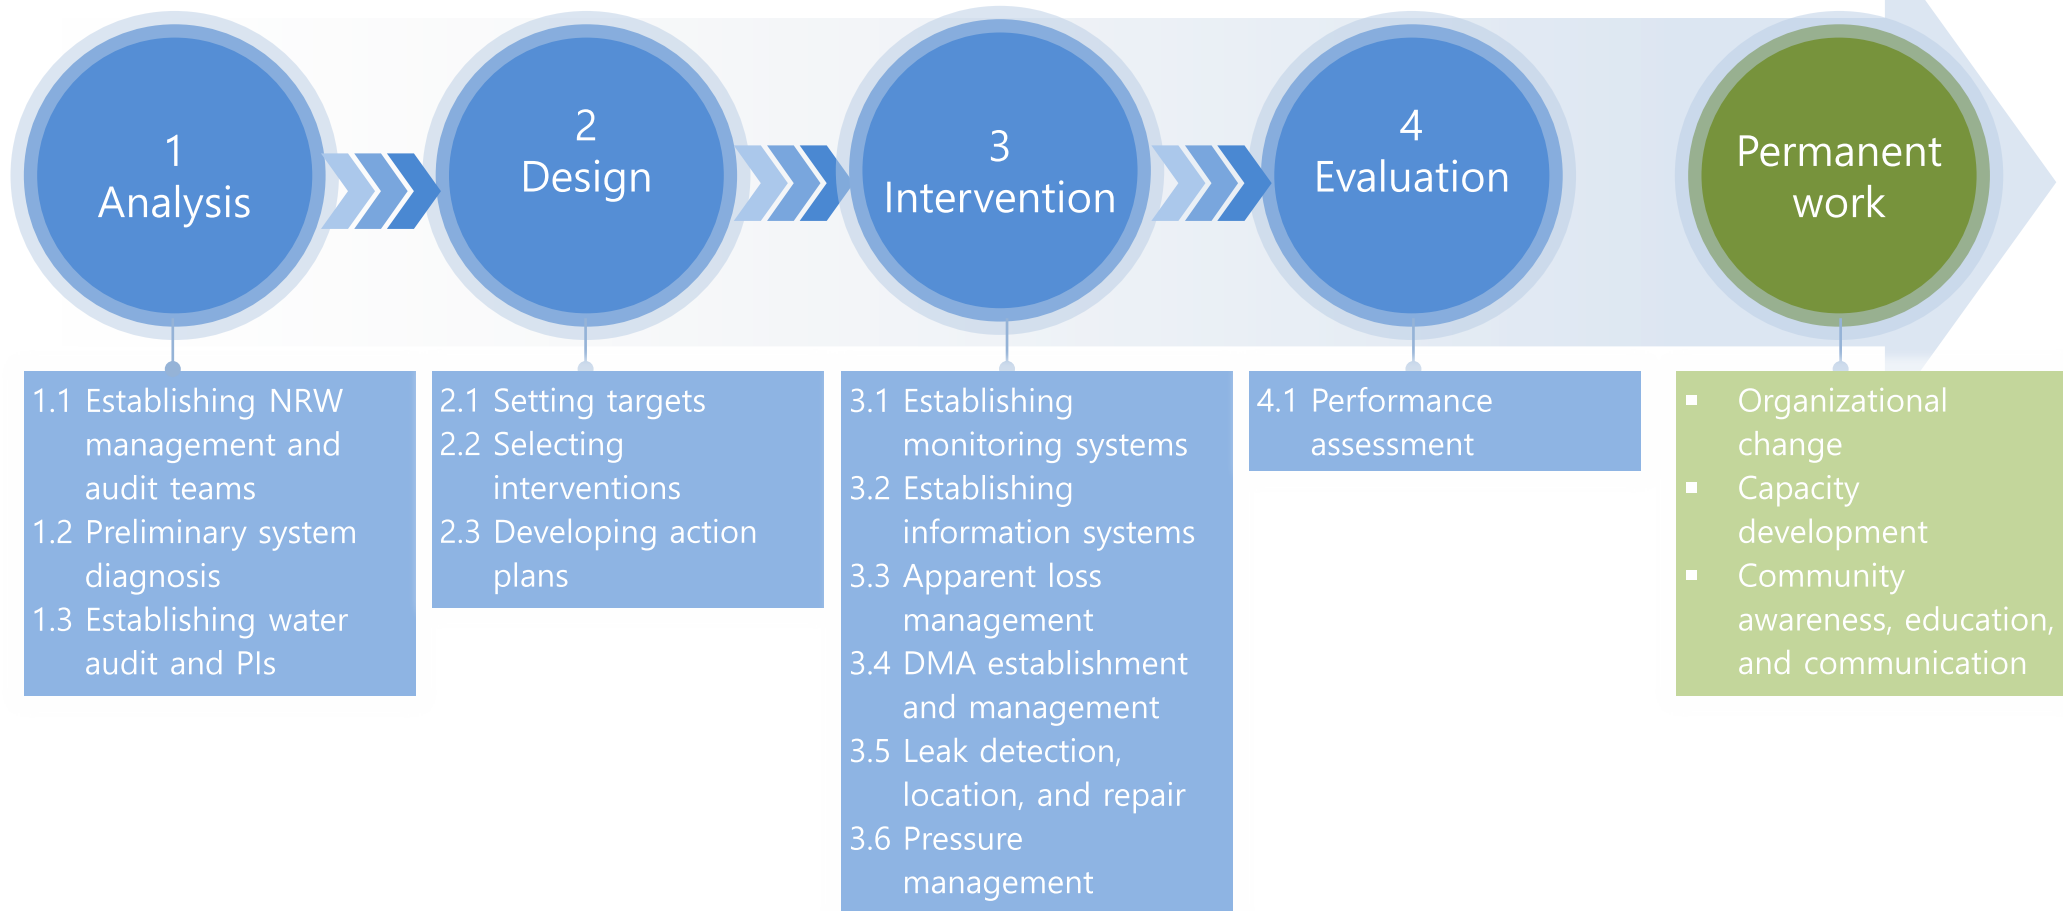 1
Analysis
2
Design
3
Intervention
4
Evaluation
Permanent
work
1.1 Establishing NRW
management and
audit teams
1.2 Preliminary system
diagnosis
1.3 Establishing water
audit and PIs
2.1 Setting targets
2.2 Selecting
interventions
2.3 Developing action
plans
3.1 Establishing
monitoring systems
3.2 Establishing
information systems
3.3 Apparent loss
management
3.4 DMA establishment
and management
3.5 Leak detection,
location, and repair
3.6 Pressure
management
4.1 Performance
assessment
▪ Organizational
change
▪ Capacity
development
▪ Community
awareness, education,
and communication